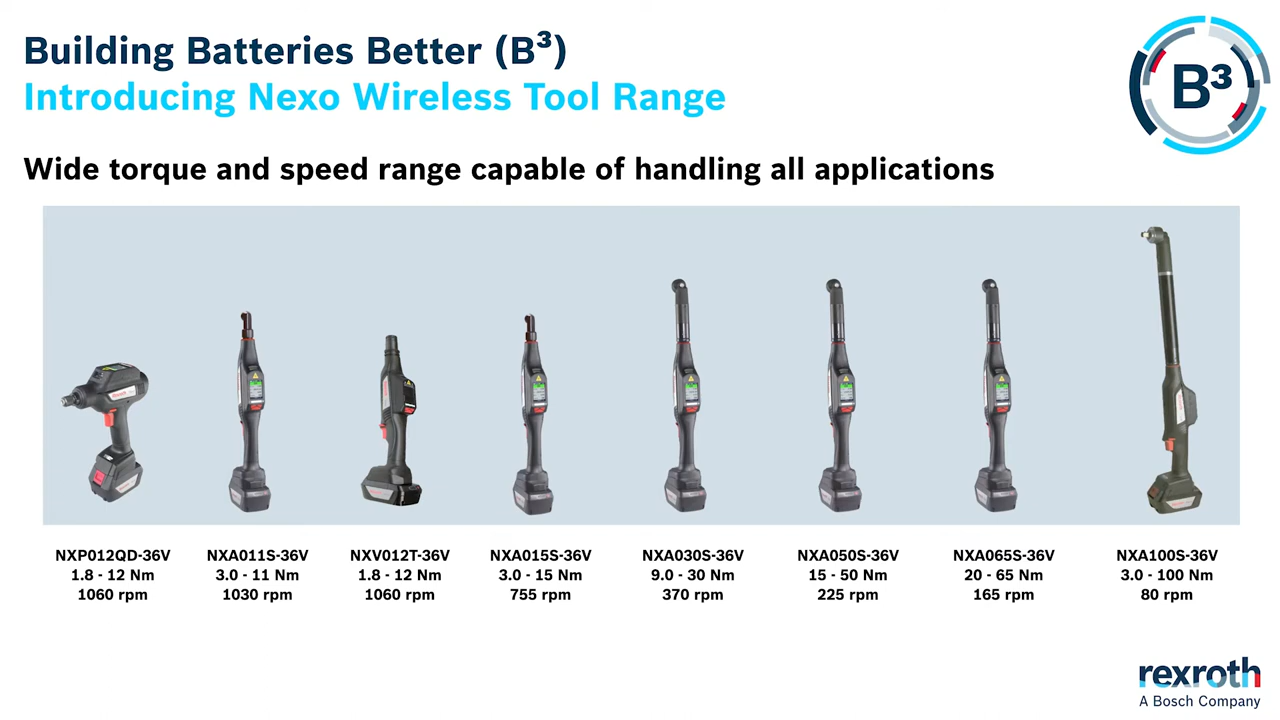 Building Batteries Better (B³)
Introducing Nexo Wireless Tool Range
B³
Wide torque and speed range capable of handling all applications
NXP012QD-36V
1.8 - 12 Nm
1060 rpm
NXA011S-36V
3.0 - 11 Nm
1030 rpm
NXV012T-36V
1.8 - 12 Nm
1060 rpm
NXA015S-36V
3.0 - 15 Nm
755 rpm
NXA030S-36V
9.0 - 30 Nm
370 rpm
NXA050S-36V
15 - 50 Nm
225 rpm
NXA065S-36V
20 - 65 Nm
165 rpm
NXA100S-36V
3.0 - 100 Nm
80 rpm
rexroth
A Bosch Company